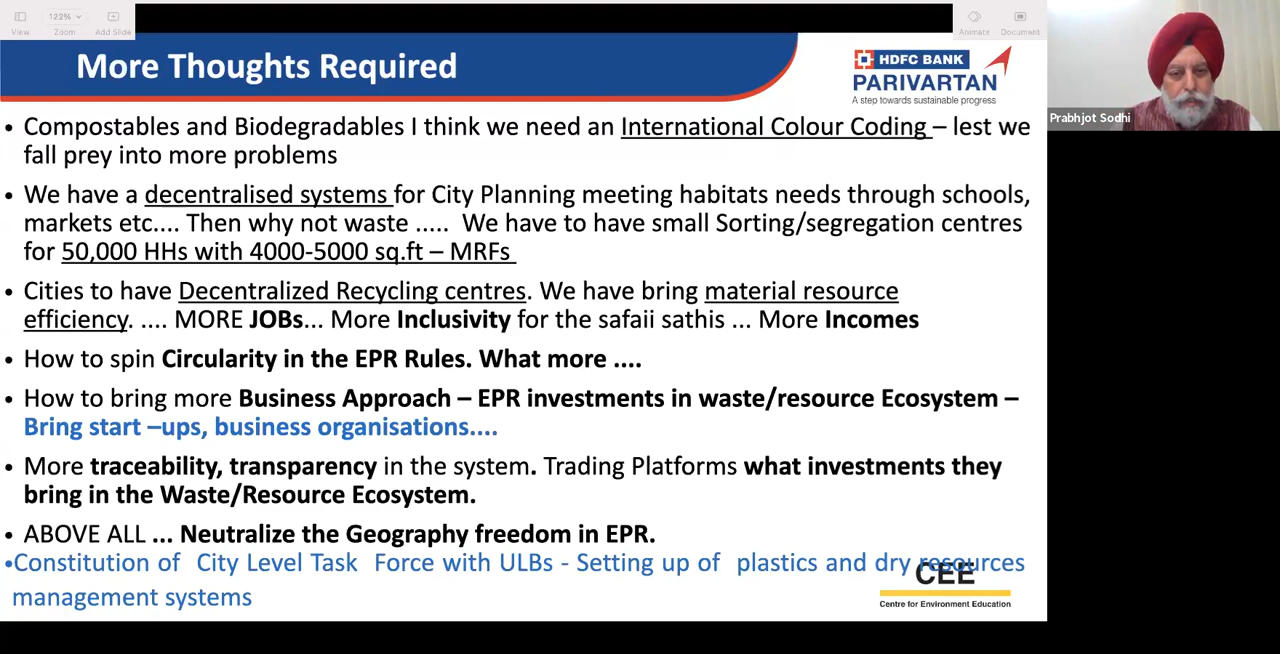 122%
View
Zoom
Add Slide
Animate
Document
More Thoughts Required
HDFC BANK
PARIVARTAN
A step towards sustainable progress
Prabhjot Sodhi
• Compostables and Biodegradables I think we need an International Colour Coding – lest we
fall prey into more problems
• We have a decentralised systems for City Planning meeting habitats needs through schools,
markets etc.... Then why not waste ..... We have to have small Sorting/segregation centres
for 50,000 HHs with 4000-5000 sq.ft – MRFs
• Cities to have Decentralized Recycling centres. We have bring material resource
efficiency. .... MORE JOBs... More Inclusivity for the safaii sathis ... More Incomes
• How to spin Circularity in the EPR Rules. What more ....
• How to bring more Business Approach – EPR investments in waste/resource Ecosystem –
Bring start –ups, business organisations....
• More traceability, transparency in the system. Trading Platforms what investments they
bring in the Waste/Resource Ecosystem.
• ABOVE ALL ... Neutralize the Geography freedom in EPR.
•Constitution of City Level Task Force with ULBs - Setting up of plastics and dry resources
management systems
CEE
Centre for Environment Education